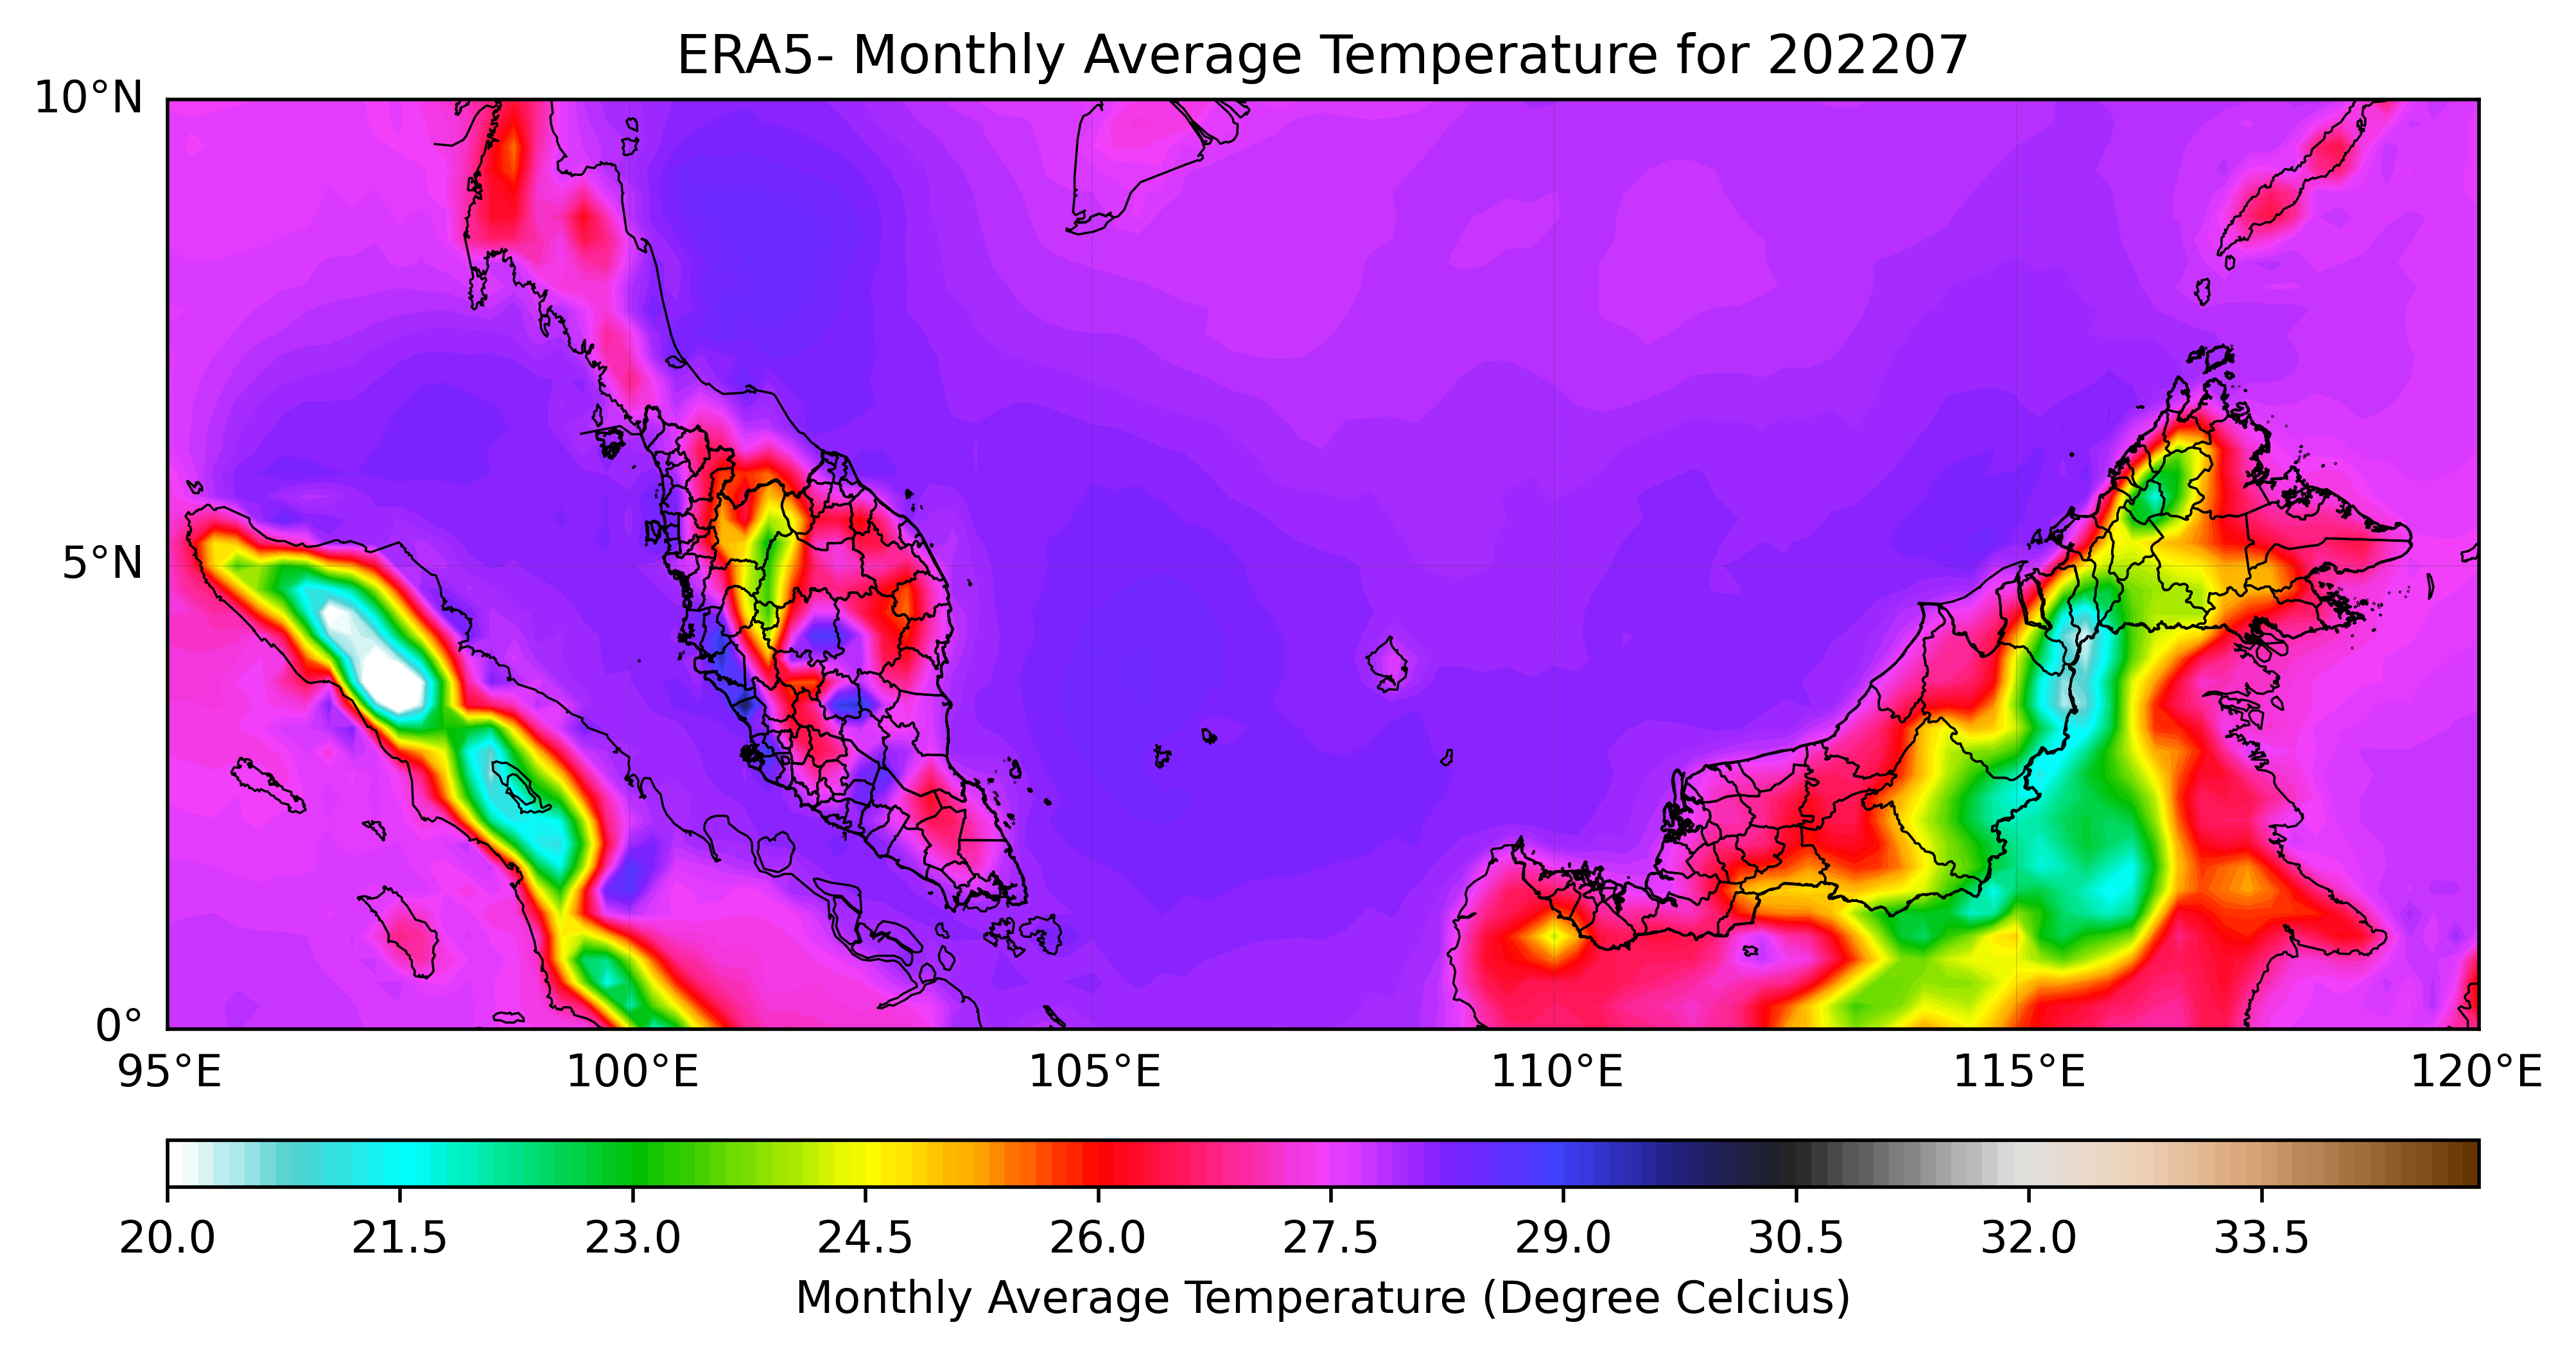 ERA5- Monthly Average Temperature for 202207
10°N
5°N
0°
95°E 100°E 105°E 110°E 115°E 120°E
20.0 21.5 23.0 24.5 26.0 27.5 29.0 30.5 32.0 33.5
Monthly Average Temperature (Degree Celcius)